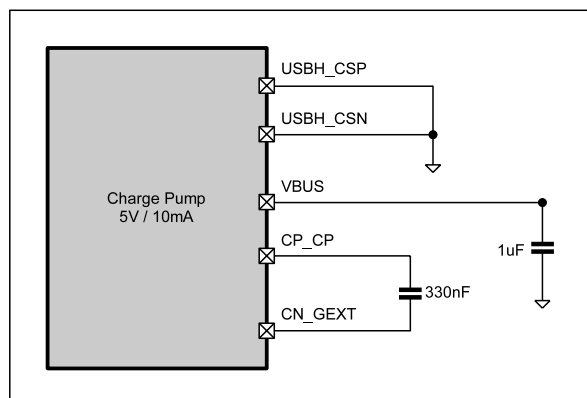 USBH_CSP
USBH_CSN
Charge Pump
5V / 10mA
VBUS
CP_CP
1uF
330nF
CN_GEXT